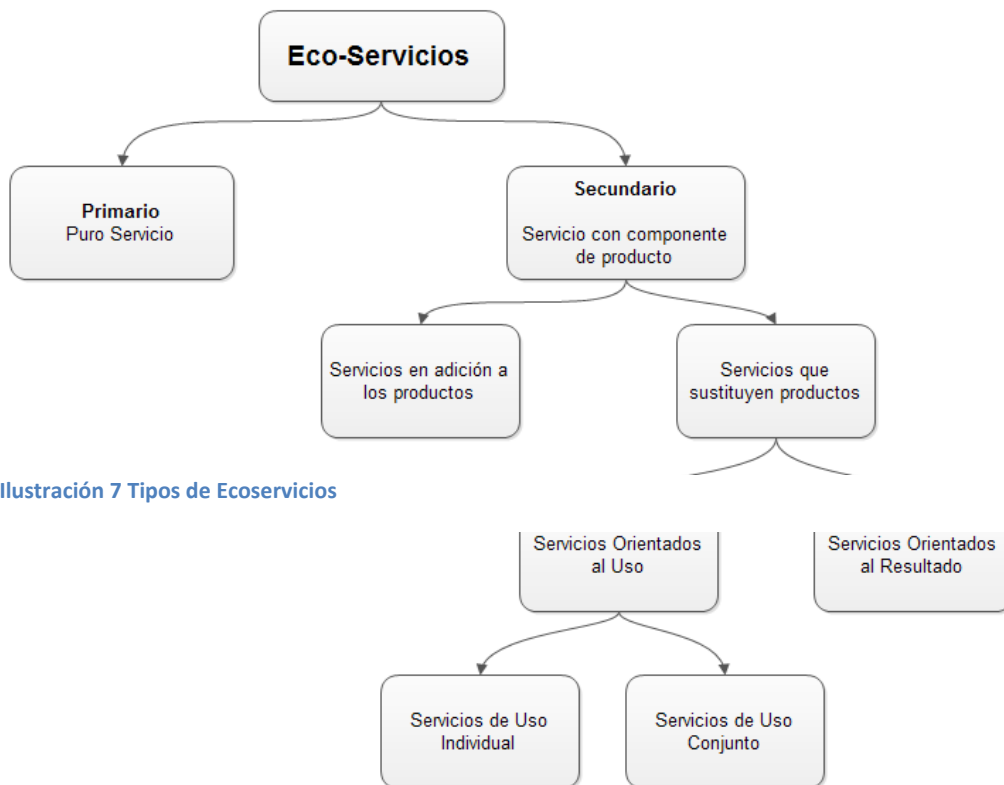 Eco-Servicios
Primario
Puro Servicio
Secundario
Servicio con componente
de producto
Servicios en adición a
los productos
Servicios que
sustituyen productos
Ilustración 7 Tipos de Ecoservicios
Servicios Orientados
al Uso
Servicios Orientados
al Resultado
Servicios de Uso
Individual
Servicios de Uso
Conjunto